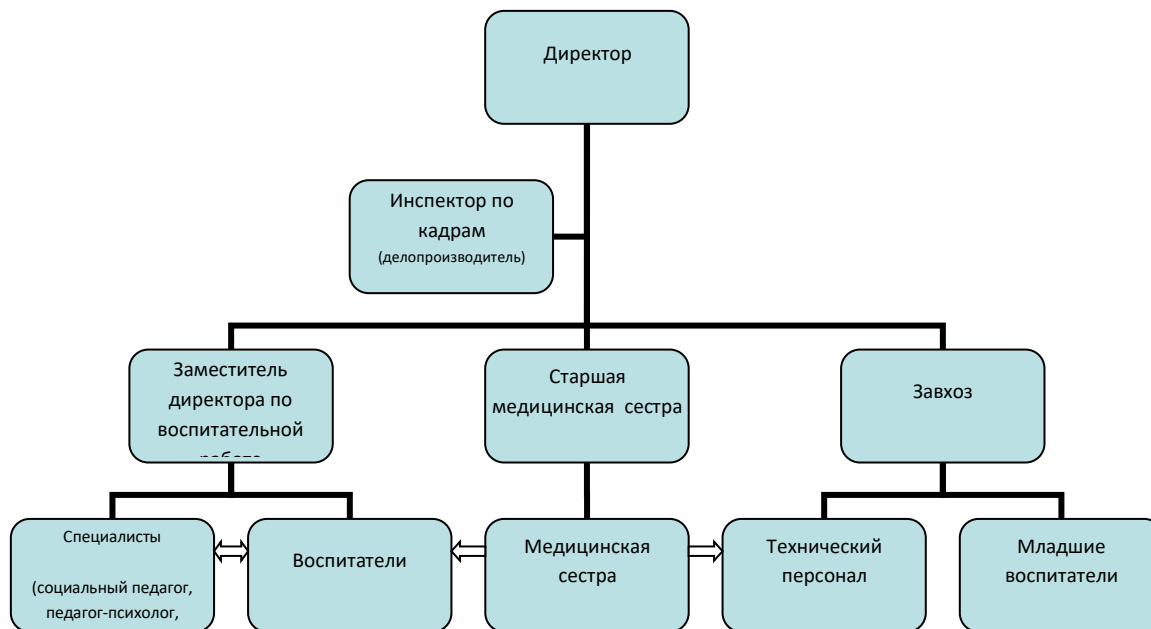 Директор
Инспектор по
кадрам
(делопроизводитель)
Заместитель
директора по
воспитательной
Старшая
медицинская сестра
Завхоз
Специалисты
(социальный педагог,
педагог-психолог,
Воспитатели
Медицинская
сестра
Технический
персонал
Младшие
воспитатели